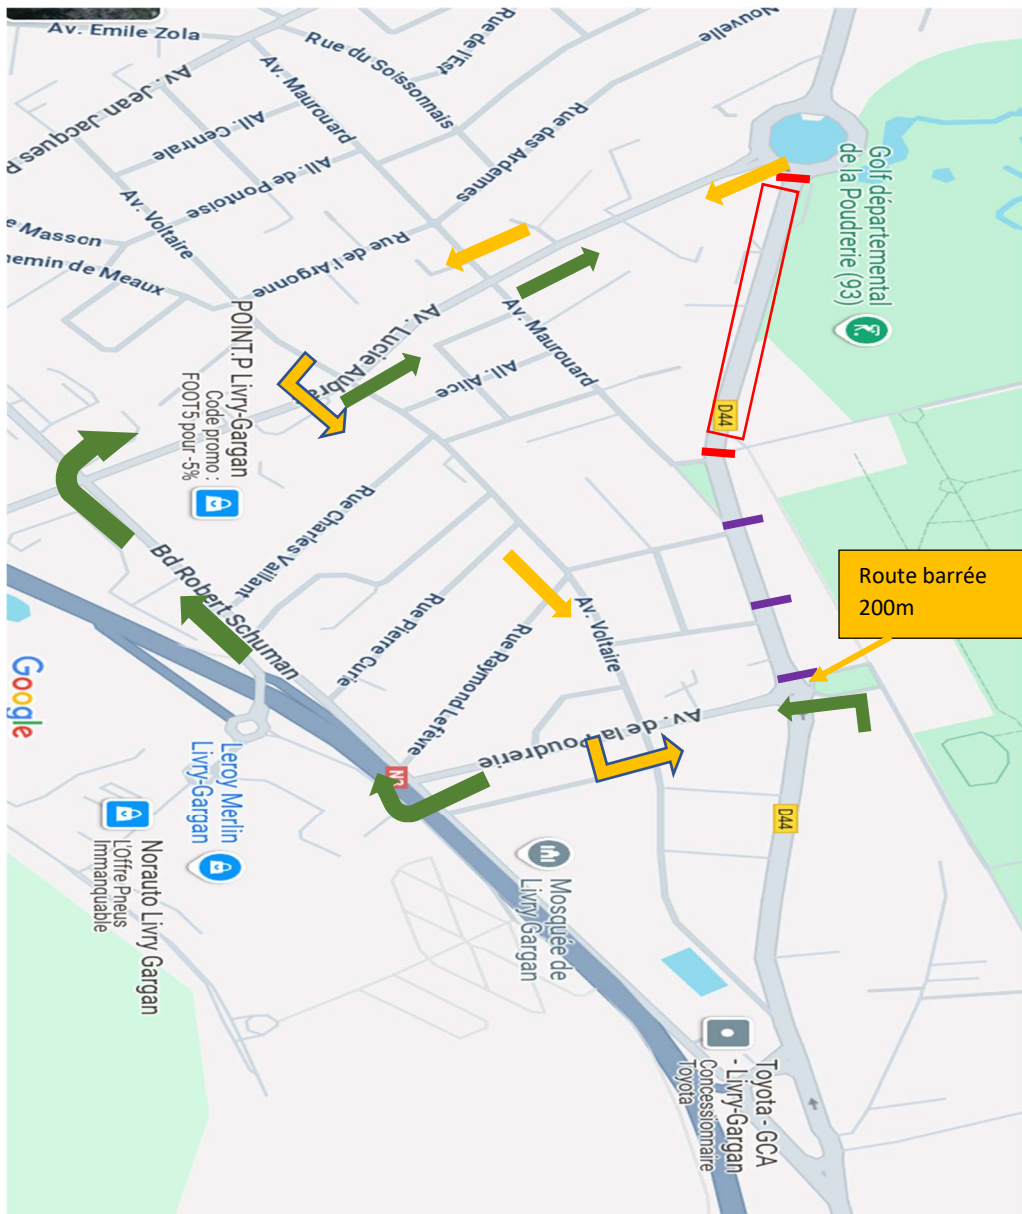 Av. Emile Zola
Av. Jean Jacques R
Rue du Soissonnais
Rue de l'Est
Nouvelle
Av. Maurouard
All. Centrale
All. de Pontoise
Rue des Ardennes
Av. Voltaire
Rue de l'Argonne
e Masson
hemin de Meaux
Golf départemental
de la Poudrerie (93)
Av. Lucie Aubra
Av. Maurouard
All. Alice
D44
POINT.P Livry-Gargan
Code promo :
FOOT5 pour -5%
Rue Charles Vaillant
Bd Robert Schuman
Rue Pierre Curie
Rue Raymond Lefèvre
Av. Voltaire
Av. de la Poudrerie
Route barrée
200m
Google
Leroy Merlin
Livry-Gargan
N3
D44
Norauto Livry Gargan
L'Offre Pneus
Immanquable
Mosquée de
Livry Gargan
Toyota - GCA
- Livry-Gargan
Concessionnaire
Toyota